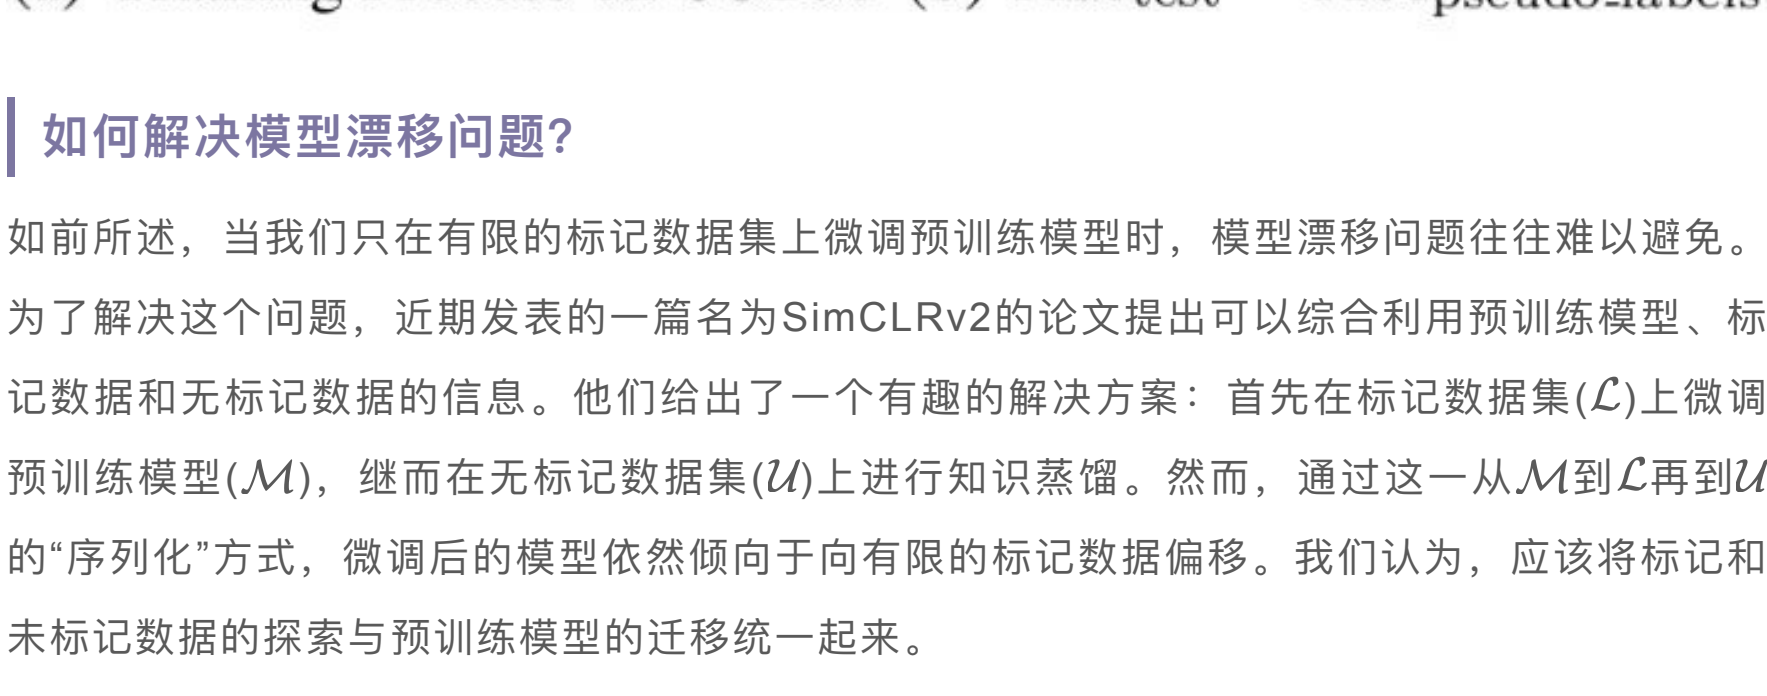 pseudo-labels
如何解决模型漂移问题?
如前所述，当我们只在有限的标记数据集上微调预训练模型时，模型漂移问题往往难以避免。
为了解决这个问题，近期发表的一篇名为SimCLRv2的论文提出可以综合利用预训练模型、标
记数据和无标记数据的信息。他们给出了一个有趣的解决方案：首先在标记数据集(ℒ)上微调
预训练模型(ℳ)，继而在无标记数据集(𝒰)上进行知识蒸馏。然而，通过这一从ℳ到ℒ再到𝒰
的“序列化”方式，微调后的模型依然倾向于向有限的标记数据偏移。我们认为，应该将标记和
未标记数据的探索与预训练模型的迁移统一起来。